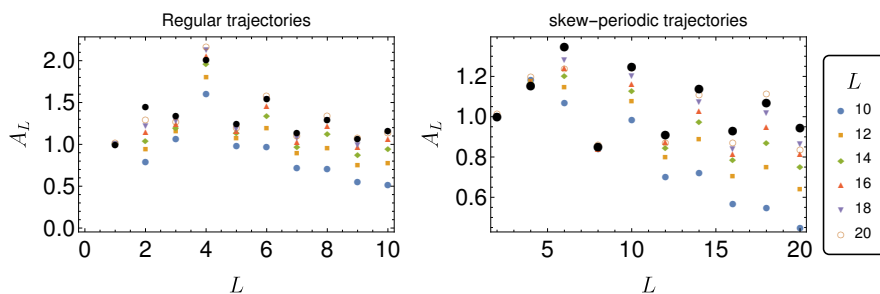 Regular trajectories
skew−periodic trajectories
A_L
2.0
1.5
1.0
0.5
0.0
0 2 4 6 8 10
L
A_L
1.2
1.0
0.8
0.6
5 10 15 20
L
L
10
12
14
16
18
20